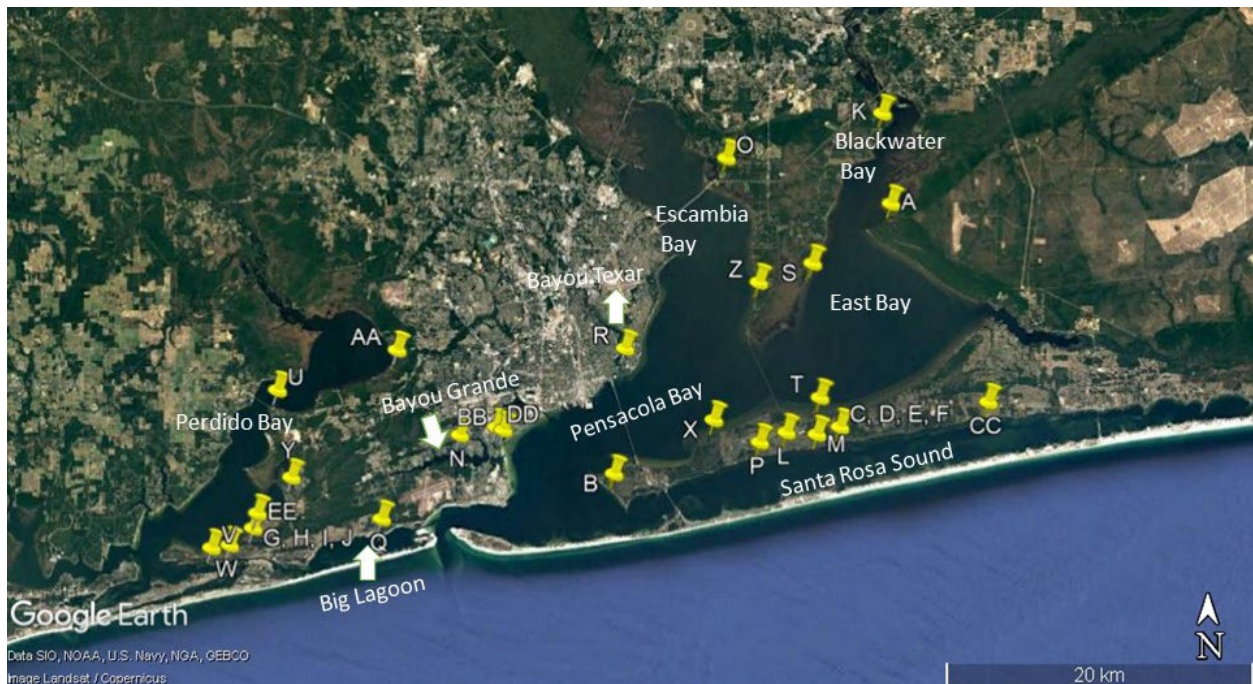 K
Blackwater
Bay
O
A
Escambia
Bay
Z
S
Bayou Texar
East Bay
AA
R
U
Bayou Grande
T
Perdido Bay
BB
DD
Pensacola Bay
X
C, D, E, F
CC
N
L
M
P
Y
B
Santa Rosa Sound
EE
V
G, H, I, J
Q
W
Big Lagoon
Google Earth
N
Data SIO, NOAA, U.S. Navy, NGA, GEBCO
Image Landsat / Copernicus
20 km